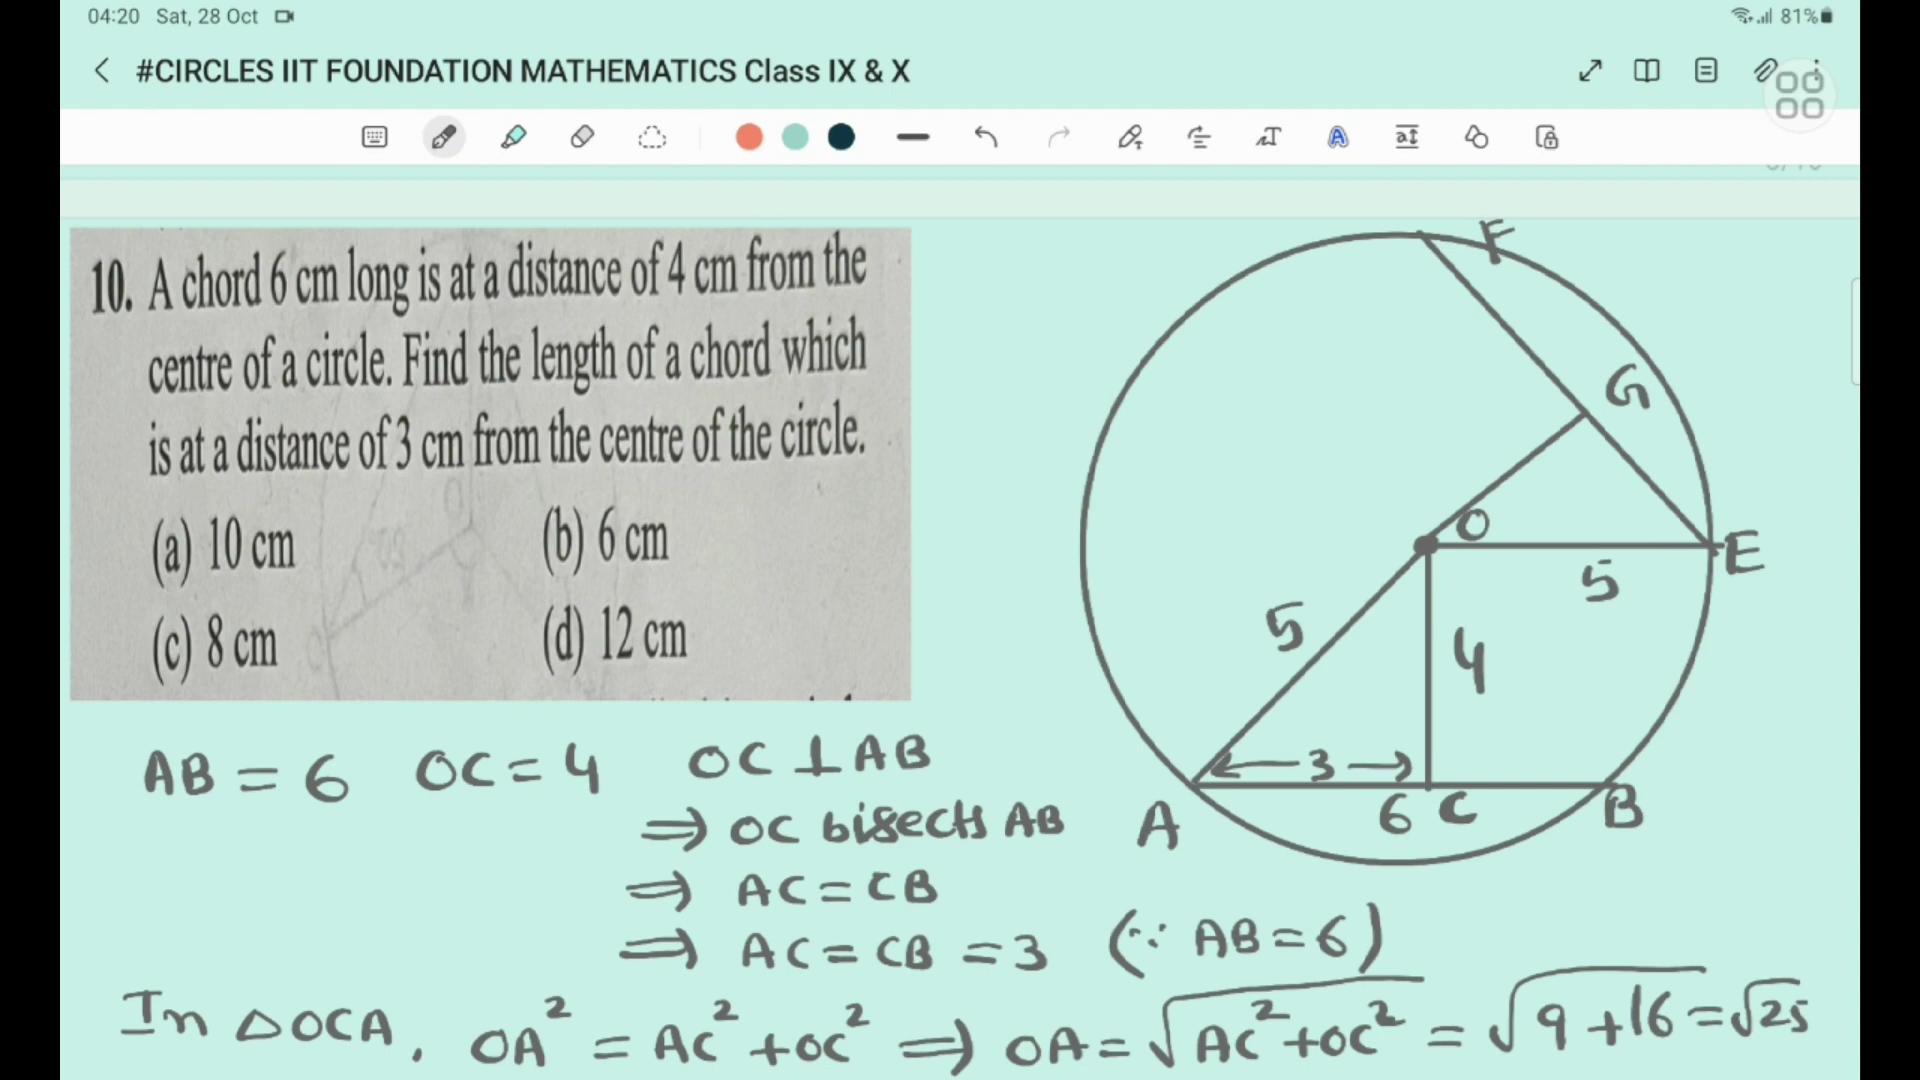 04:20 Sat, 28 Oct
81%
#CIRCLES IIT FOUNDATION MATHEMATICS Class IX & X
10. A chord 6 cm long is at a distance of 4 cm from the
centre of a circle. Find the length of a chord which
is at a distance of 3 cm from the centre of the circle.
(a) 10 cm (b) 6 cm
(c) 8 cm (d) 12 cm
F
G
O
E
5
5
4
3
A
6 C
B
AB = 6 OC = 4 OC ⊥ AB
⇒ OC bisects AB
⇒ AC = CB
⇒ AC = CB = 3 (∵ AB = 6)
In △OCA, OA² = AC² + OC² ⇒ OA = √(AC² + OC²) = √(9 + 16) = √25